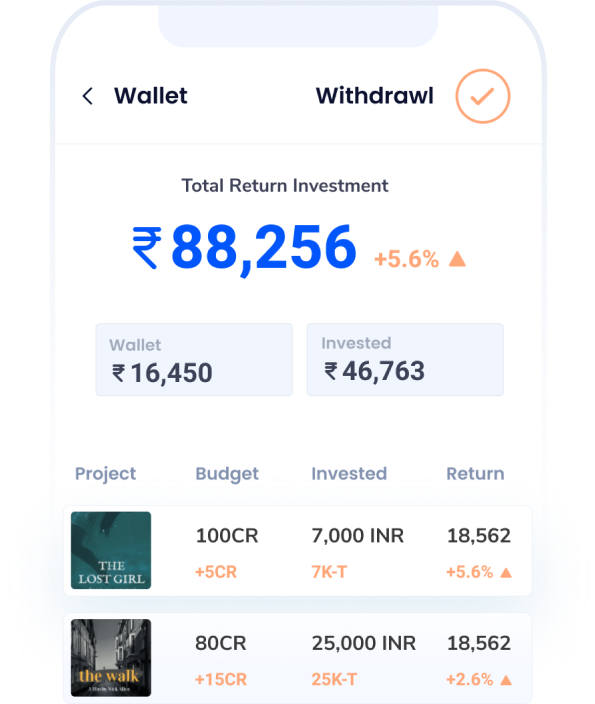 Wallet
Withdrawl
Total Return Investment
₹ 88,256 +5.6% ▲
Wallet
₹ 16,450
Invested
₹ 46,763
Project Budget Invested Return
THE
LOST GIRL
100CR 7,000 INR 18,562
+5CR 7K-T +5.6% ▲
the walk
80CR 25,000 INR 18,562
+15CR 25K-T +2.6% ▲